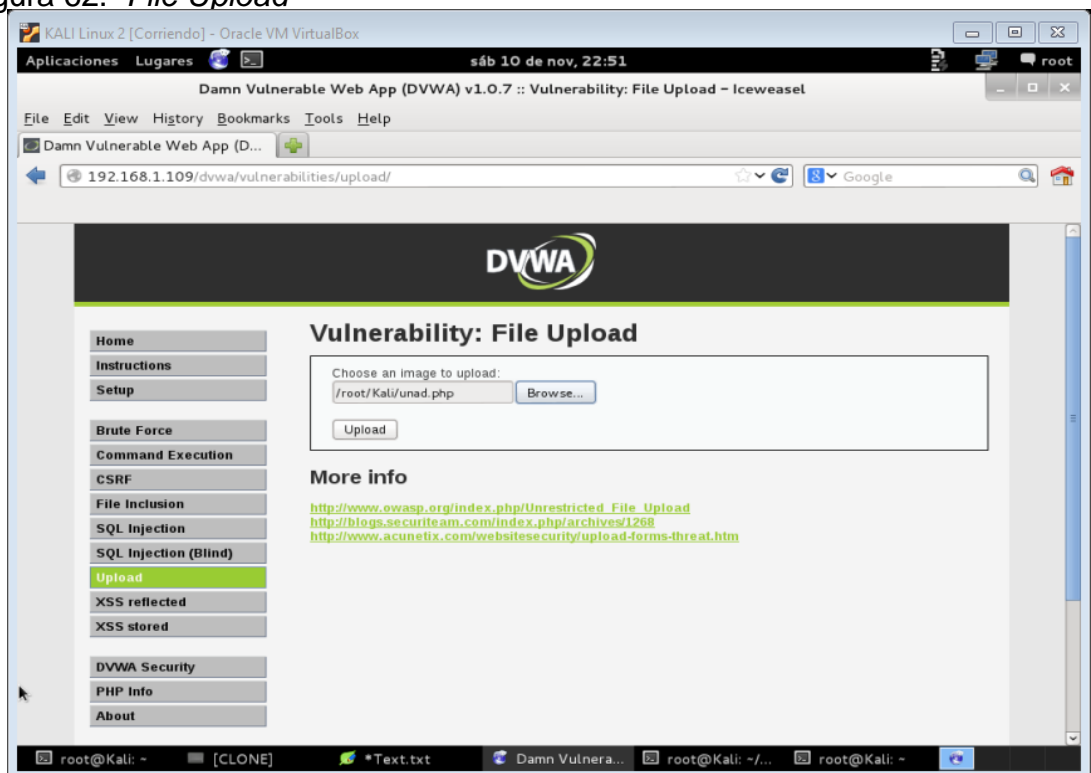 gura 62. File Upload
KALI Linux 2 [Corriendo] - Oracle VM VirtualBox
Aplicaciones Lugares sáb 10 de nov, 22:51 root
Damn Vulnerable Web App (DVWA) v1.0.7 :: Vulnerability: File Upload – Iceweasel
File Edit View History Bookmarks Tools Help
Damn Vulnerable Web App (D...
192.168.1.109/dvwa/vulnerabilities/upload/ Google
DVWA
Home
Instructions
Setup
Brute Force
Command Execution
CSRF
File Inclusion
SQL Injection
SQL Injection (Blind)
Upload
XSS reflected
XSS stored
DVWA Security
PHP Info
About
Vulnerability: File Upload
Choose an image to upload:
/root/Kali/unad.php Browse...
Upload
More info
http://www.owasp.org/index.php/Unrestricted_File_Upload
http://blogs.securiteam.com/index.php/archives/1268
http://www.acunetix.com/websitesecurity/upload-forms-threat.htm
root@Kali: ~ [CLONE] *Text.txt Damn Vulnera... root@Kali: ~/... root@Kali: ~